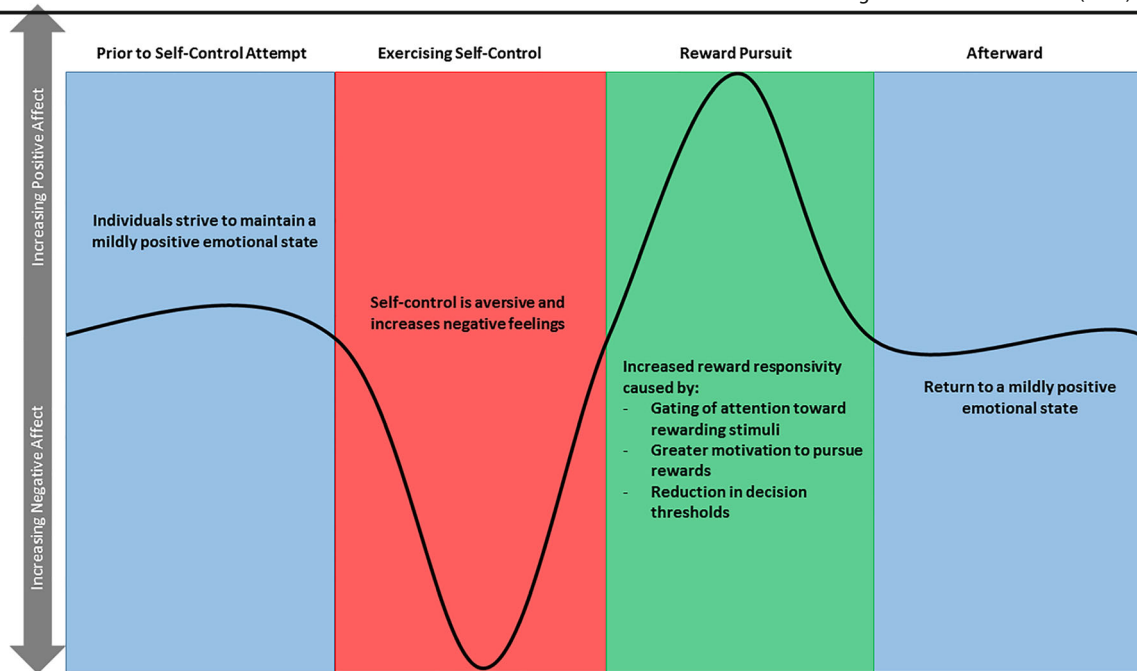 Prior to Self-Control Attempt
Exercising Self-Control
Reward Pursuit
Afterward
Increasing Positive Affect
Increasing Negative Affect
Individuals strive to maintain a
mildly positive emotional state
Self-control is aversive and
increases negative feelings
Increased reward responsivity
caused by:
- Gating of attention toward
rewarding stimuli
- Greater motivation to pursue
rewards
- Reduction in decision
thresholds
Return to a mildly positive
emotional state